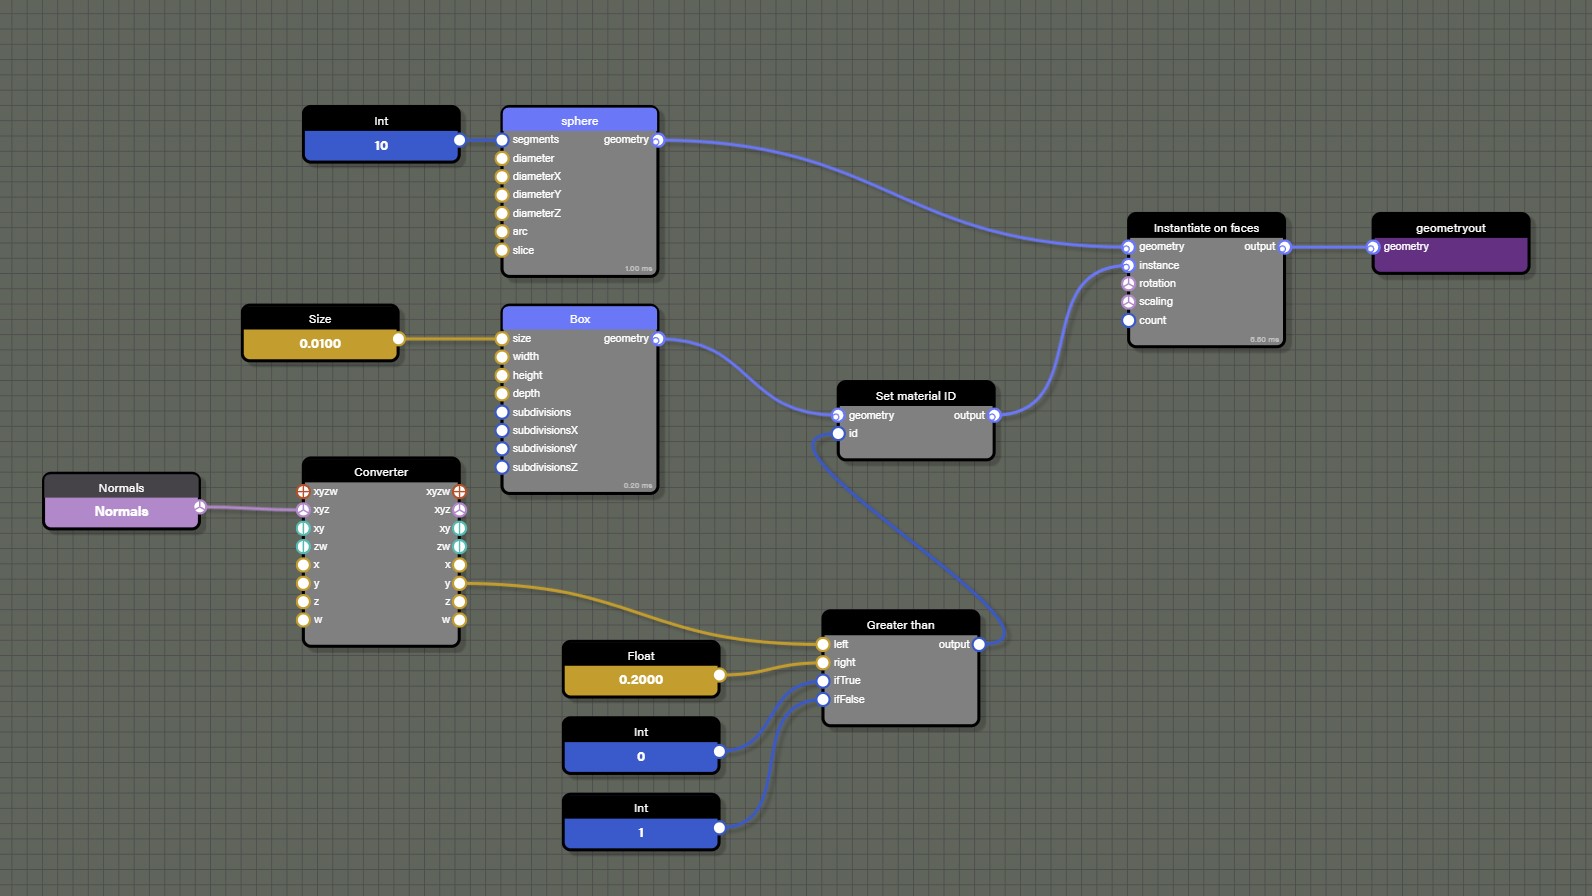 Int
10
sphere
segments geometry
diameter
diameterX
diameterY
diameterZ
arc
slice
1.00 ms
Instantiate on faces
geometry output
instance
rotation
scaling
count
6.60 ms
geometryout
geometry
Size
0.0100
Box
size geometry
width
height
depth
subdivisions
subdivisionsX
subdivisionsY
subdivisionsZ
0.20 ms
Set material ID
geometry output
id
Normals
Normals
Converter
xyzw xyzw
xyz xyz
xy xy
zw zw
x x
y y
z z
w w
Greater than
left output
right
ifTrue
ifFalse
Float
0.2000
Int
0
Int
1